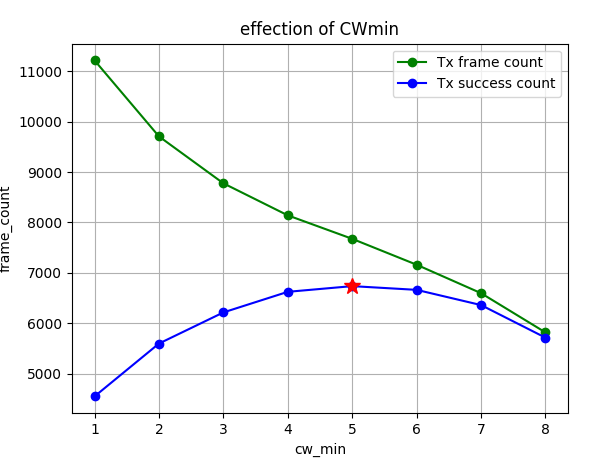 effection of CWmin
Tx frame count
Tx success count
11000
10000
9000
8000
7000
6000
5000
frame_count
1 2 3 4 5 6 7 8
cw_min